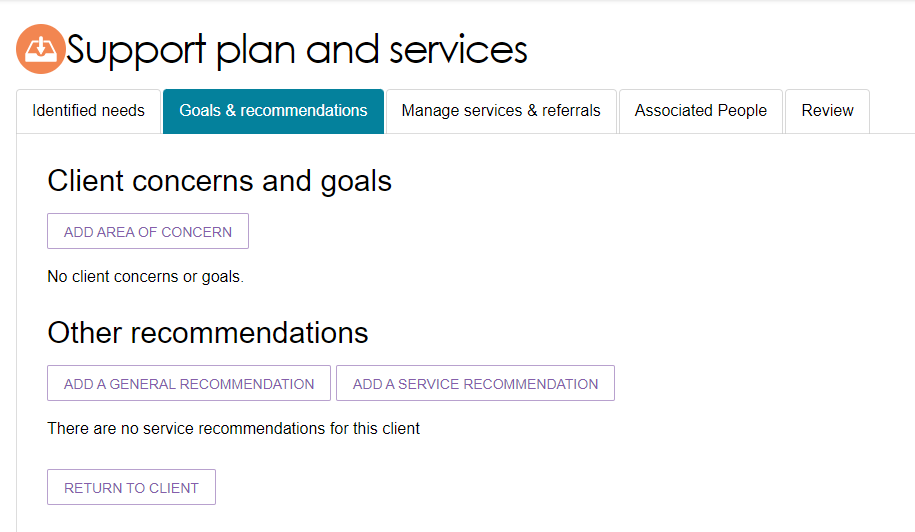 Support plan and services
Identified needs Goals & recommendations Manage services & referrals Associated People Review
Client concerns and goals
ADD AREA OF CONCERN
No client concerns or goals.
Other recommendations
ADD A GENERAL RECOMMENDATION ADD A SERVICE RECOMMENDATION
There are no service recommendations for this client
RETURN TO CLIENT